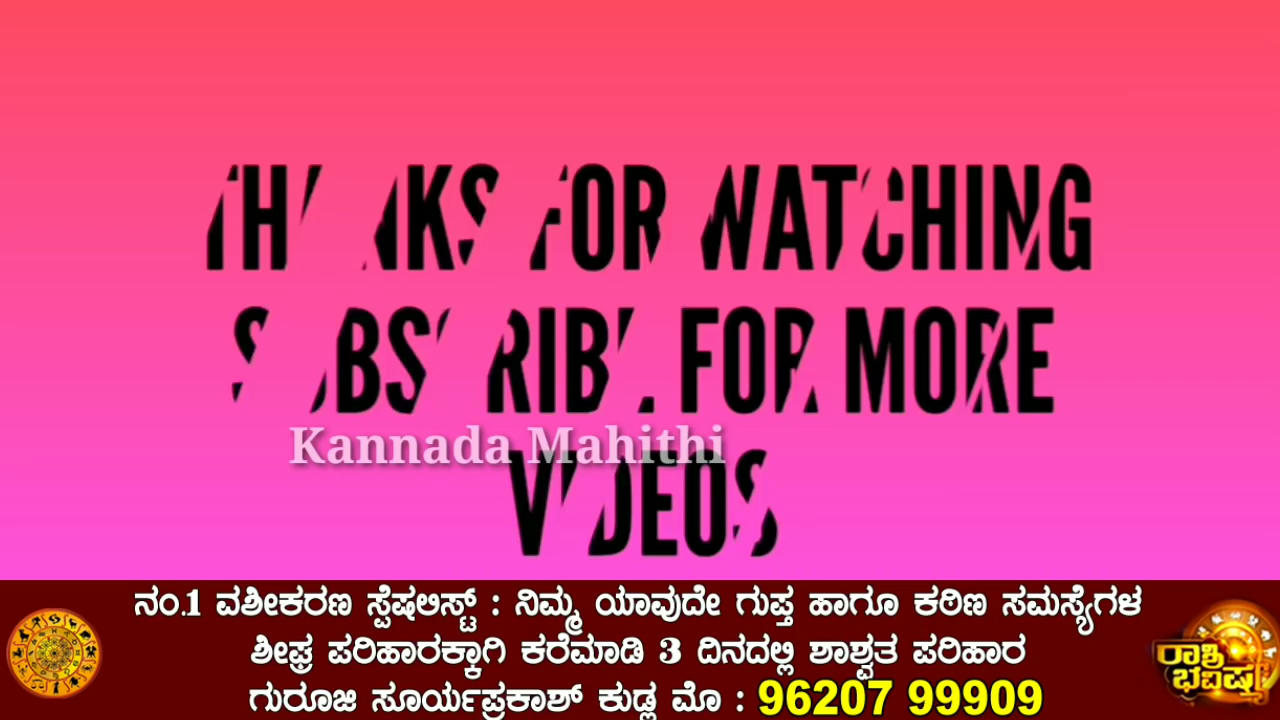 THANKS FOR WATCHING
SUBSCRIBE FOR MORE
Kannada Mahithi
VIDEOS
ನಂ.1 ವಶೀಕರಣ ಸ್ಪೆಷಲಿಸ್ಟ್ : ನಿಮ್ಮ ಯಾವುದೇ ಗುಪ್ತ ಹಾಗೂ ಕಠಿಣ ಸಮಸ್ಯೆಗಳ
ಶೀಘ್ರ ಪರಿಹಾರಕ್ಕಾಗಿ ಕರೆಮಾಡಿ 3 ದಿನದಲ್ಲಿ ಶಾಶ್ವತ ಪರಿಹಾರ
ಗುರೂಜಿ ಸೂರ್ಯಪ್ರಕಾಶ್ ಕುಡ್ಲ ಮೊ : 96207 99909
ರಾಶಿ
ಭವಿಷ್ಯ